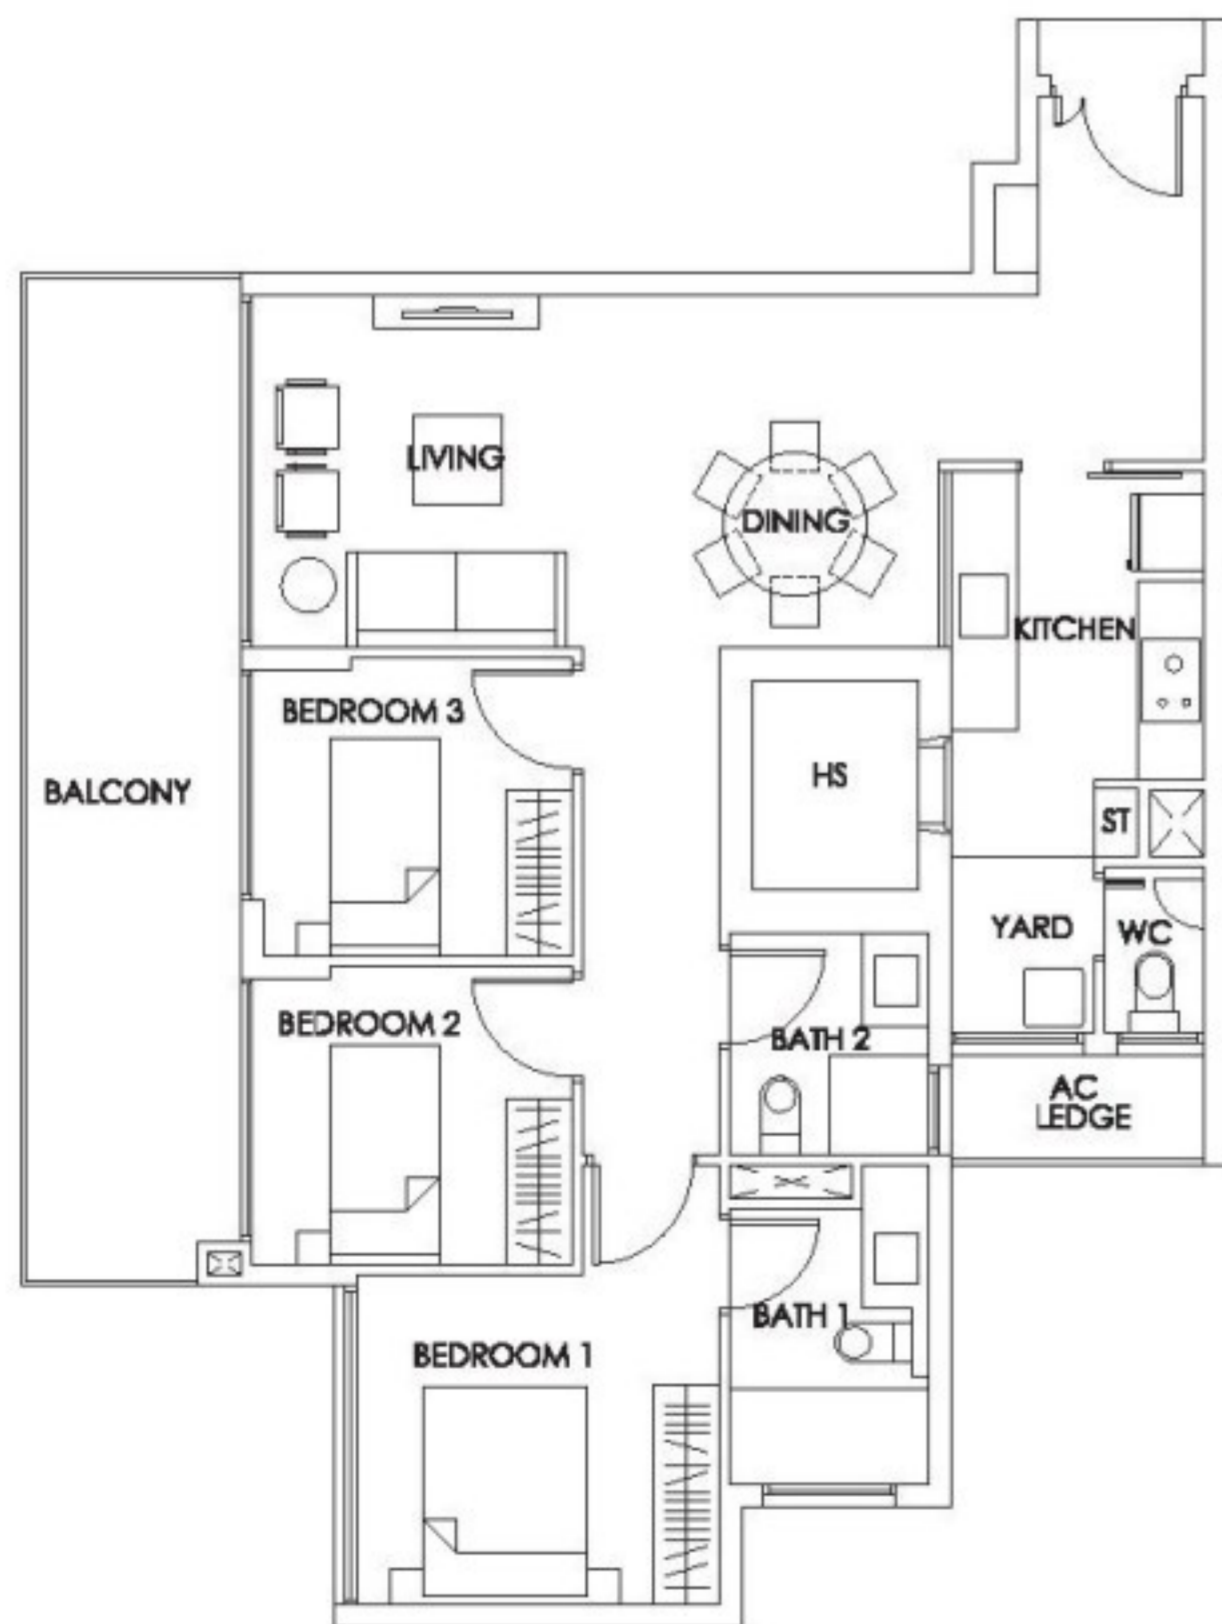 LIVING
DINING
KITCHEN
BEDROOM 3
HS
BALCONY
ST
YARD
WC
BEDROOM 2
BATH 2
AC
LEDGE
BATH 1
BEDROOM 1